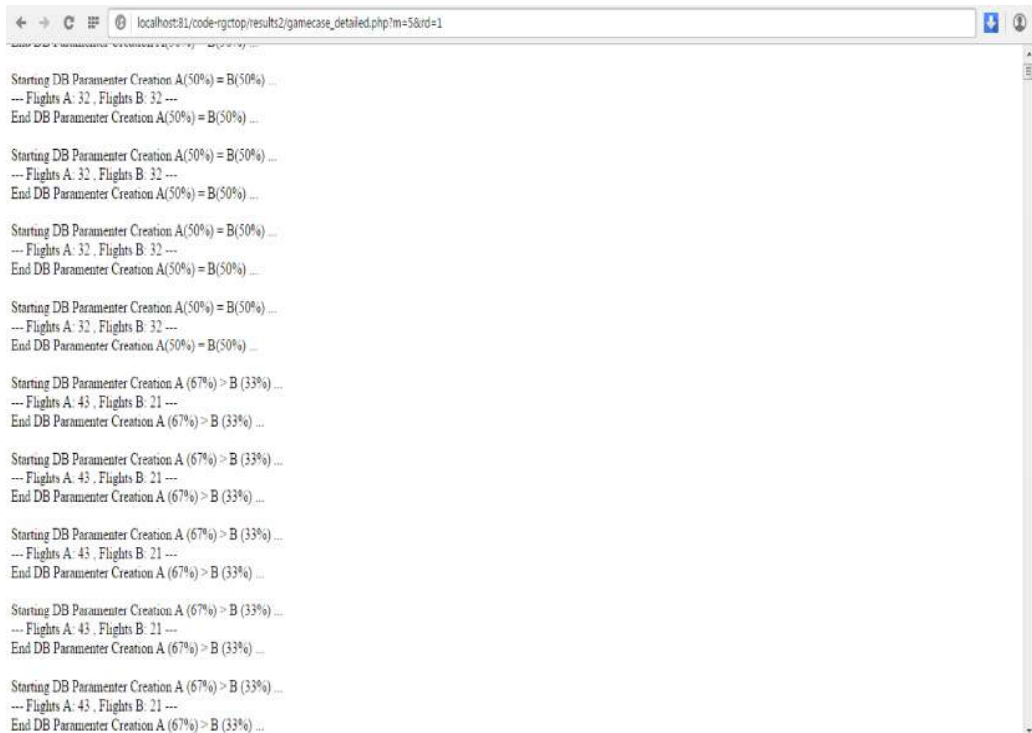 localhost:81/code-rgctop/results2/gamecase_detailed.php?m=5&rd=1
Starting DB Paramenter Creation A(50%) = B(50%) ...
--- Flights A: 32 , Flights B: 32 ---
End DB Paramenter Creation A(50%) = B(50%) ...
Starting DB Paramenter Creation A(50%) = B(50%) ...
--- Flights A: 32 , Flights B: 32 ---
End DB Paramenter Creation A(50%) = B(50%) ...
Starting DB Paramenter Creation A(50%) = B(50%) ...
--- Flights A: 32 , Flights B: 32 ---
End DB Paramenter Creation A(50%) = B(50%) ...
Starting DB Paramenter Creation A(50%) = B(50%) ...
--- Flights A: 32 , Flights B: 32 ---
End DB Paramenter Creation A(50%) = B(50%) ...
Starting DB Paramenter Creation A (67%) > B (33%) ...
--- Flights A: 43 , Flights B: 21 ---
End DB Paramenter Creation A (67%) > B (33%) ...
Starting DB Paramenter Creation A (67%) > B (33%) ...
--- Flights A: 43 , Flights B: 21 ---
End DB Paramenter Creation A (67%) > B (33%) ...
Starting DB Paramenter Creation A (67%) > B (33%) ...
--- Flights A: 43 , Flights B: 21 ---
End DB Paramenter Creation A (67%) > B (33%) ...
Starting DB Paramenter Creation A (67%) > B (33%) ...
--- Flights A: 43 , Flights B: 21 ---
End DB Paramenter Creation A (67%) > B (33%) ...
Starting DB Paramenter Creation A (67%) > B (33%) ...
--- Flights A: 43 , Flights B: 21 ---
End DB Paramenter Creation A (67%) > B (33%) ...